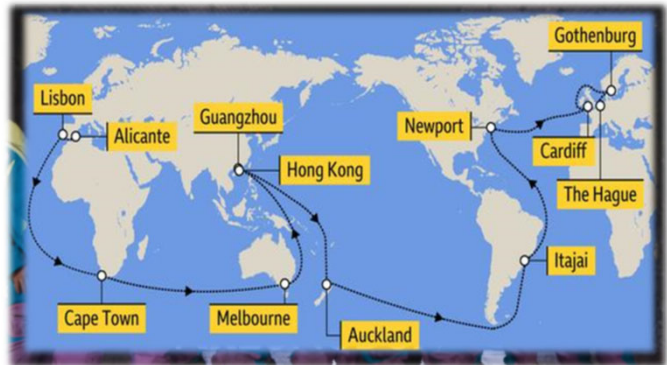 Gothenburg
Lisbon
Guangzhou
Newport
Alicante
Cardiff
Hong Kong
The Hague
Itajai
Cape Town
Melbourne
Auckland